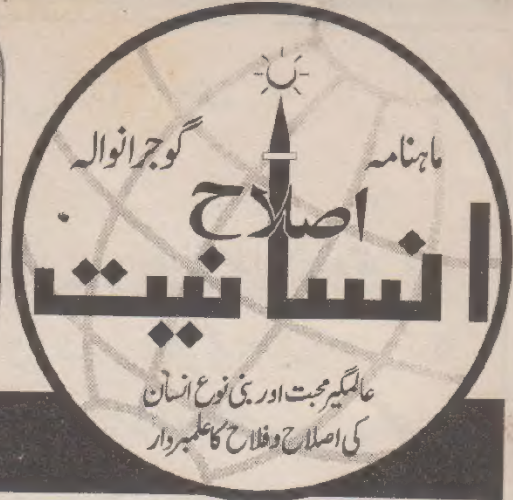 ماہنامہ گوجرانوالہ
اصلاح
انسانیت
عالمگیر محبت اور بنی نوع انسان
کی اصلاح و فلاح کا علمبردار